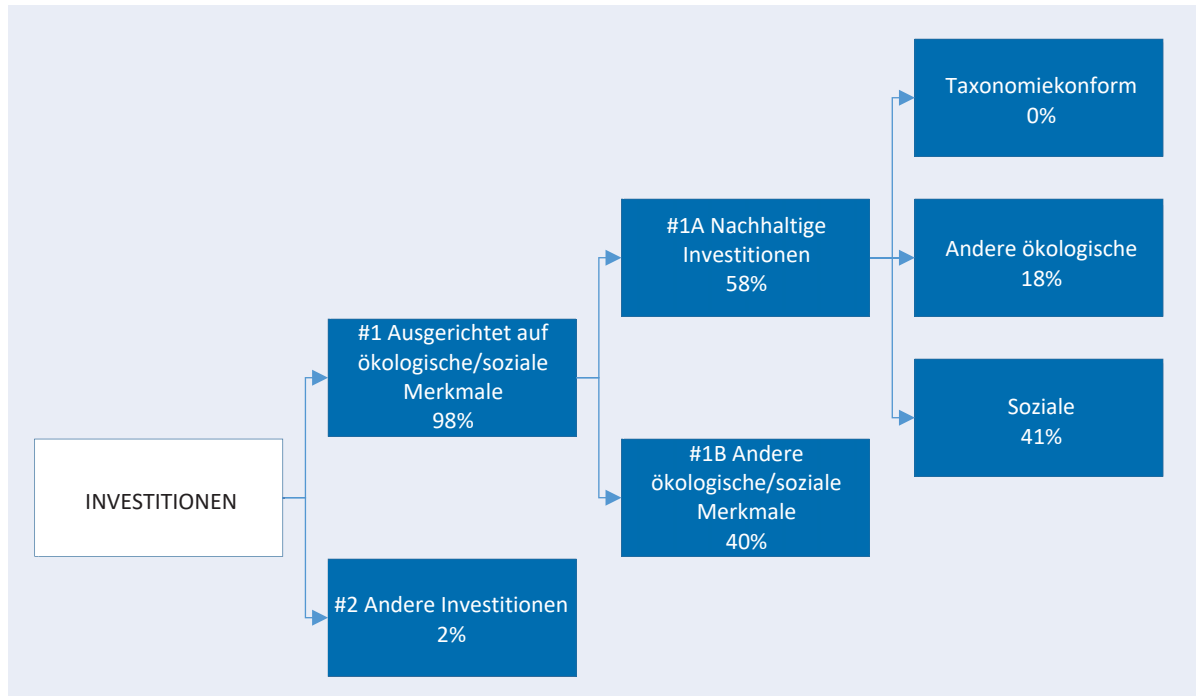 INVESTITIONEN
#1 Ausgerichtet auf
ökologische/soziale
Merkmale
98%
#2 Andere Investitionen
2%
#1A Nachhaltige
Investitionen
58%
#1B Andere
ökologische/soziale
Merkmale
40%
Taxonomiekonform
0%
Andere ökologische
18%
Soziale
41%